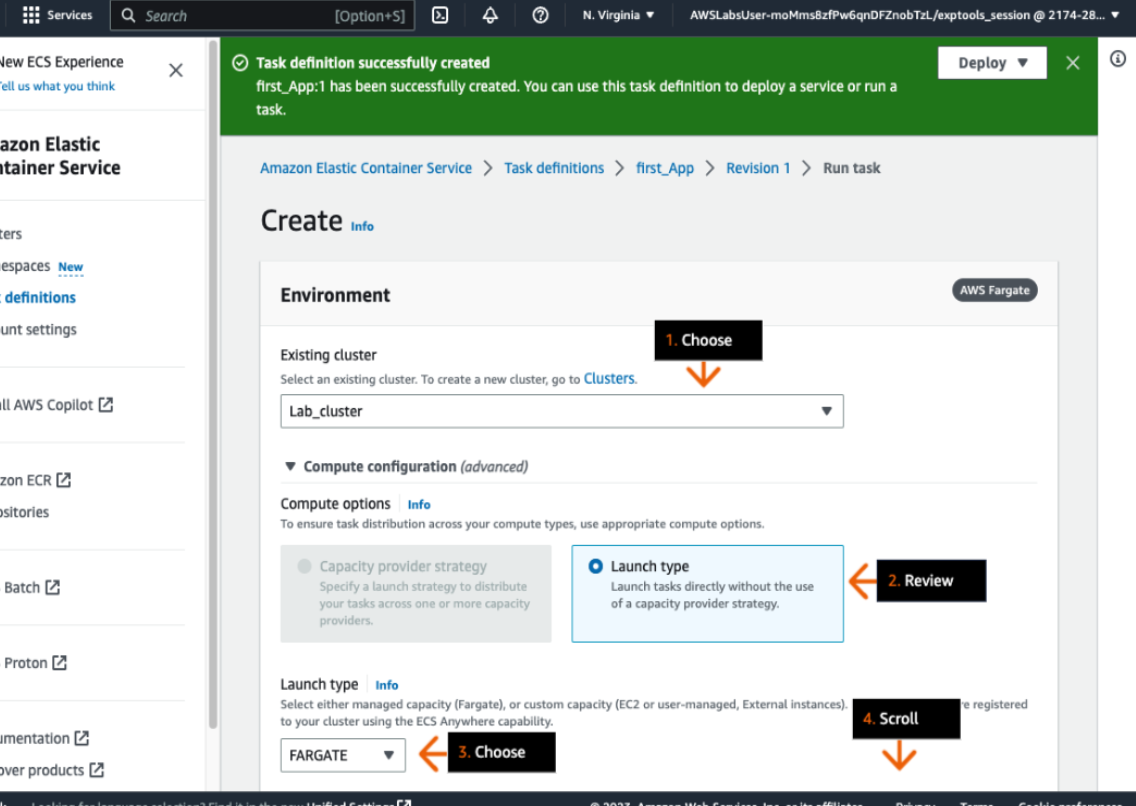 Services
Search [Option+S]
N. Virginia ▼
AWSLabsUser-moMms8zfPw6qnDFZnobTzL/exptools_session @ 2174-28... ▼
New ECS Experience
Tell us what you think
azon Elastic
ntainer Service
ters
espaces New
definitions
unt settings
ll AWS Copilot
zon ECR
ositories
Batch
Proton
umentation
over products
Task definition successfully created
first_App:1 has been successfully created. You can use this task definition to deploy a service or run a
task.
Deploy ▼
Amazon Elastic Container Service > Task definitions > first_App > Revision 1 > Run task
Create Info
Environment
AWS Fargate
1. Choose
Existing cluster
Select an existing cluster. To create a new cluster, go to Clusters.
Lab_cluster
Compute configuration (advanced)
Compute options Info
To ensure task distribution across your compute types, use appropriate compute options.
Capacity provider strategy
Specify a launch strategy to distribute
your tasks across one or more capacity
providers.
Launch type
Launch tasks directly without the use
of a capacity provider strategy.
2. Review
Launch type Info
Select either managed capacity (Fargate), or custom capacity (EC2 or user-managed, External instances). re registered
to your cluster using the ECS Anywhere capability.
4. Scroll
FARGATE
3. Choose
Looking for language selection? Find it in the new Unified Settings
© 2023, Amazon Web Services, Inc. or its affiliates.
Privacy
Terms
Cookie preferences